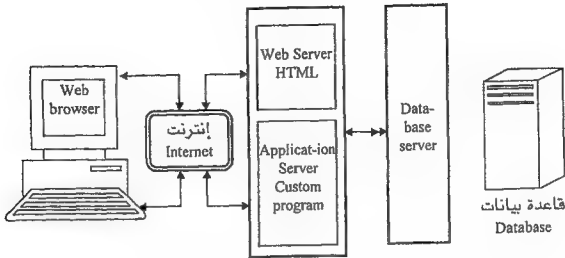 Web
browser
إنترنت
Internet
Web Server
HTML
Applicat-ion
Server
Custom
program
Data-
base
server
قاعدة بيانات
Database